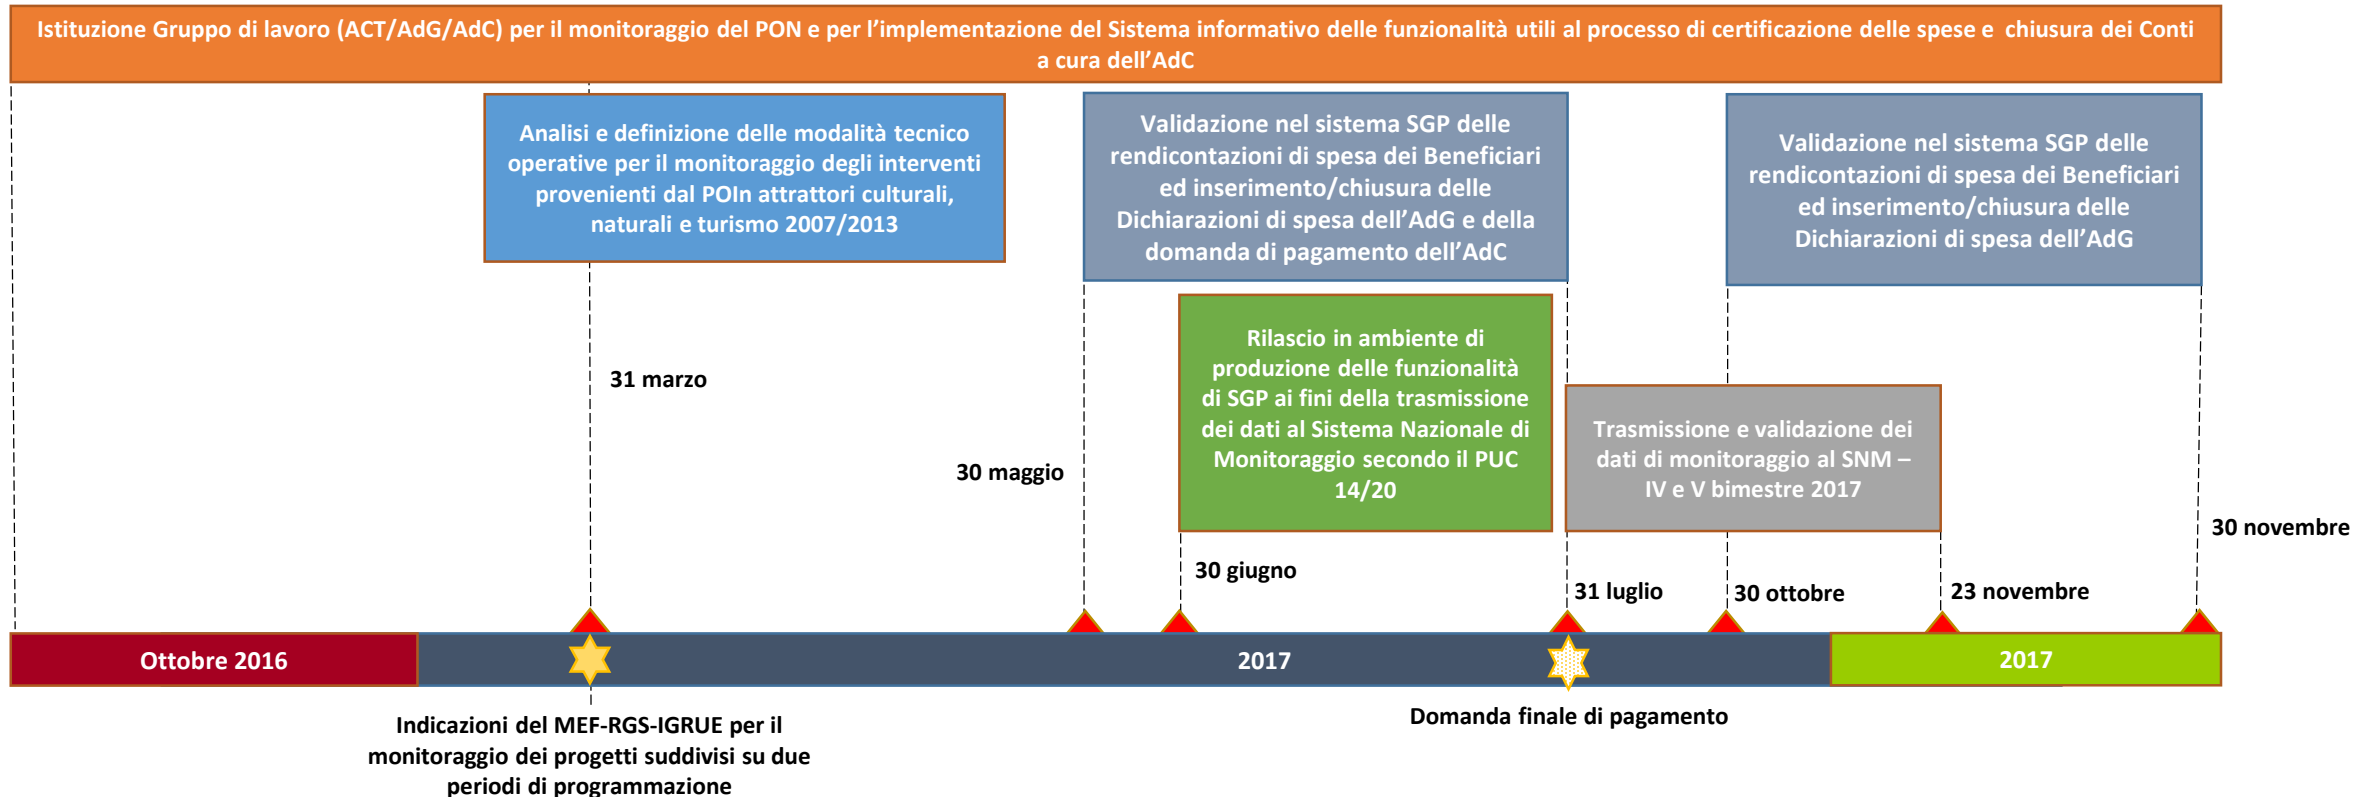 Istituzione Gruppo di lavoro (ACT/AdG/AdC) per il monitoraggio del PON e per l’implementazione del Sistema informativo delle funzionalità utili al processo di certificazione delle spese e chiusura dei Conti
a cura dell’AdC
Analisi e definizione delle modalità tecnico
operative per il monitoraggio degli interventi
provenienti dal POIn attrattori culturali,
naturali e turismo 2007/2013
Validazione nel sistema SGP delle
rendicontazioni di spesa dei Beneficiari
ed inserimento/chiusura delle
Dichiarazioni di spesa dell’AdG e della
domanda di pagamento dell’AdC
Validazione nel sistema SGP delle
rendicontazioni di spesa dei Beneficiari
ed inserimento/chiusura delle
Dichiarazioni di spesa dell’AdG
Rilascio in ambiente di
produzione delle funzionalità
di SGP ai fini della trasmissione
dei dati al Sistema Nazionale di
Monitoraggio secondo il PUC
14/20
Trasmissione e validazione dei
dati di monitoraggio al SNM –
IV e V bimestre 2017
31 marzo
30 maggio
30 giugno
31 luglio
30 ottobre
23 novembre
30 novembre
Ottobre 2016
2017
2017
Indicazioni del MEF-RGS-IGRUE per il
monitoraggio dei progetti suddivisi su due
periodi di programmazione
Domanda finale di pagamento